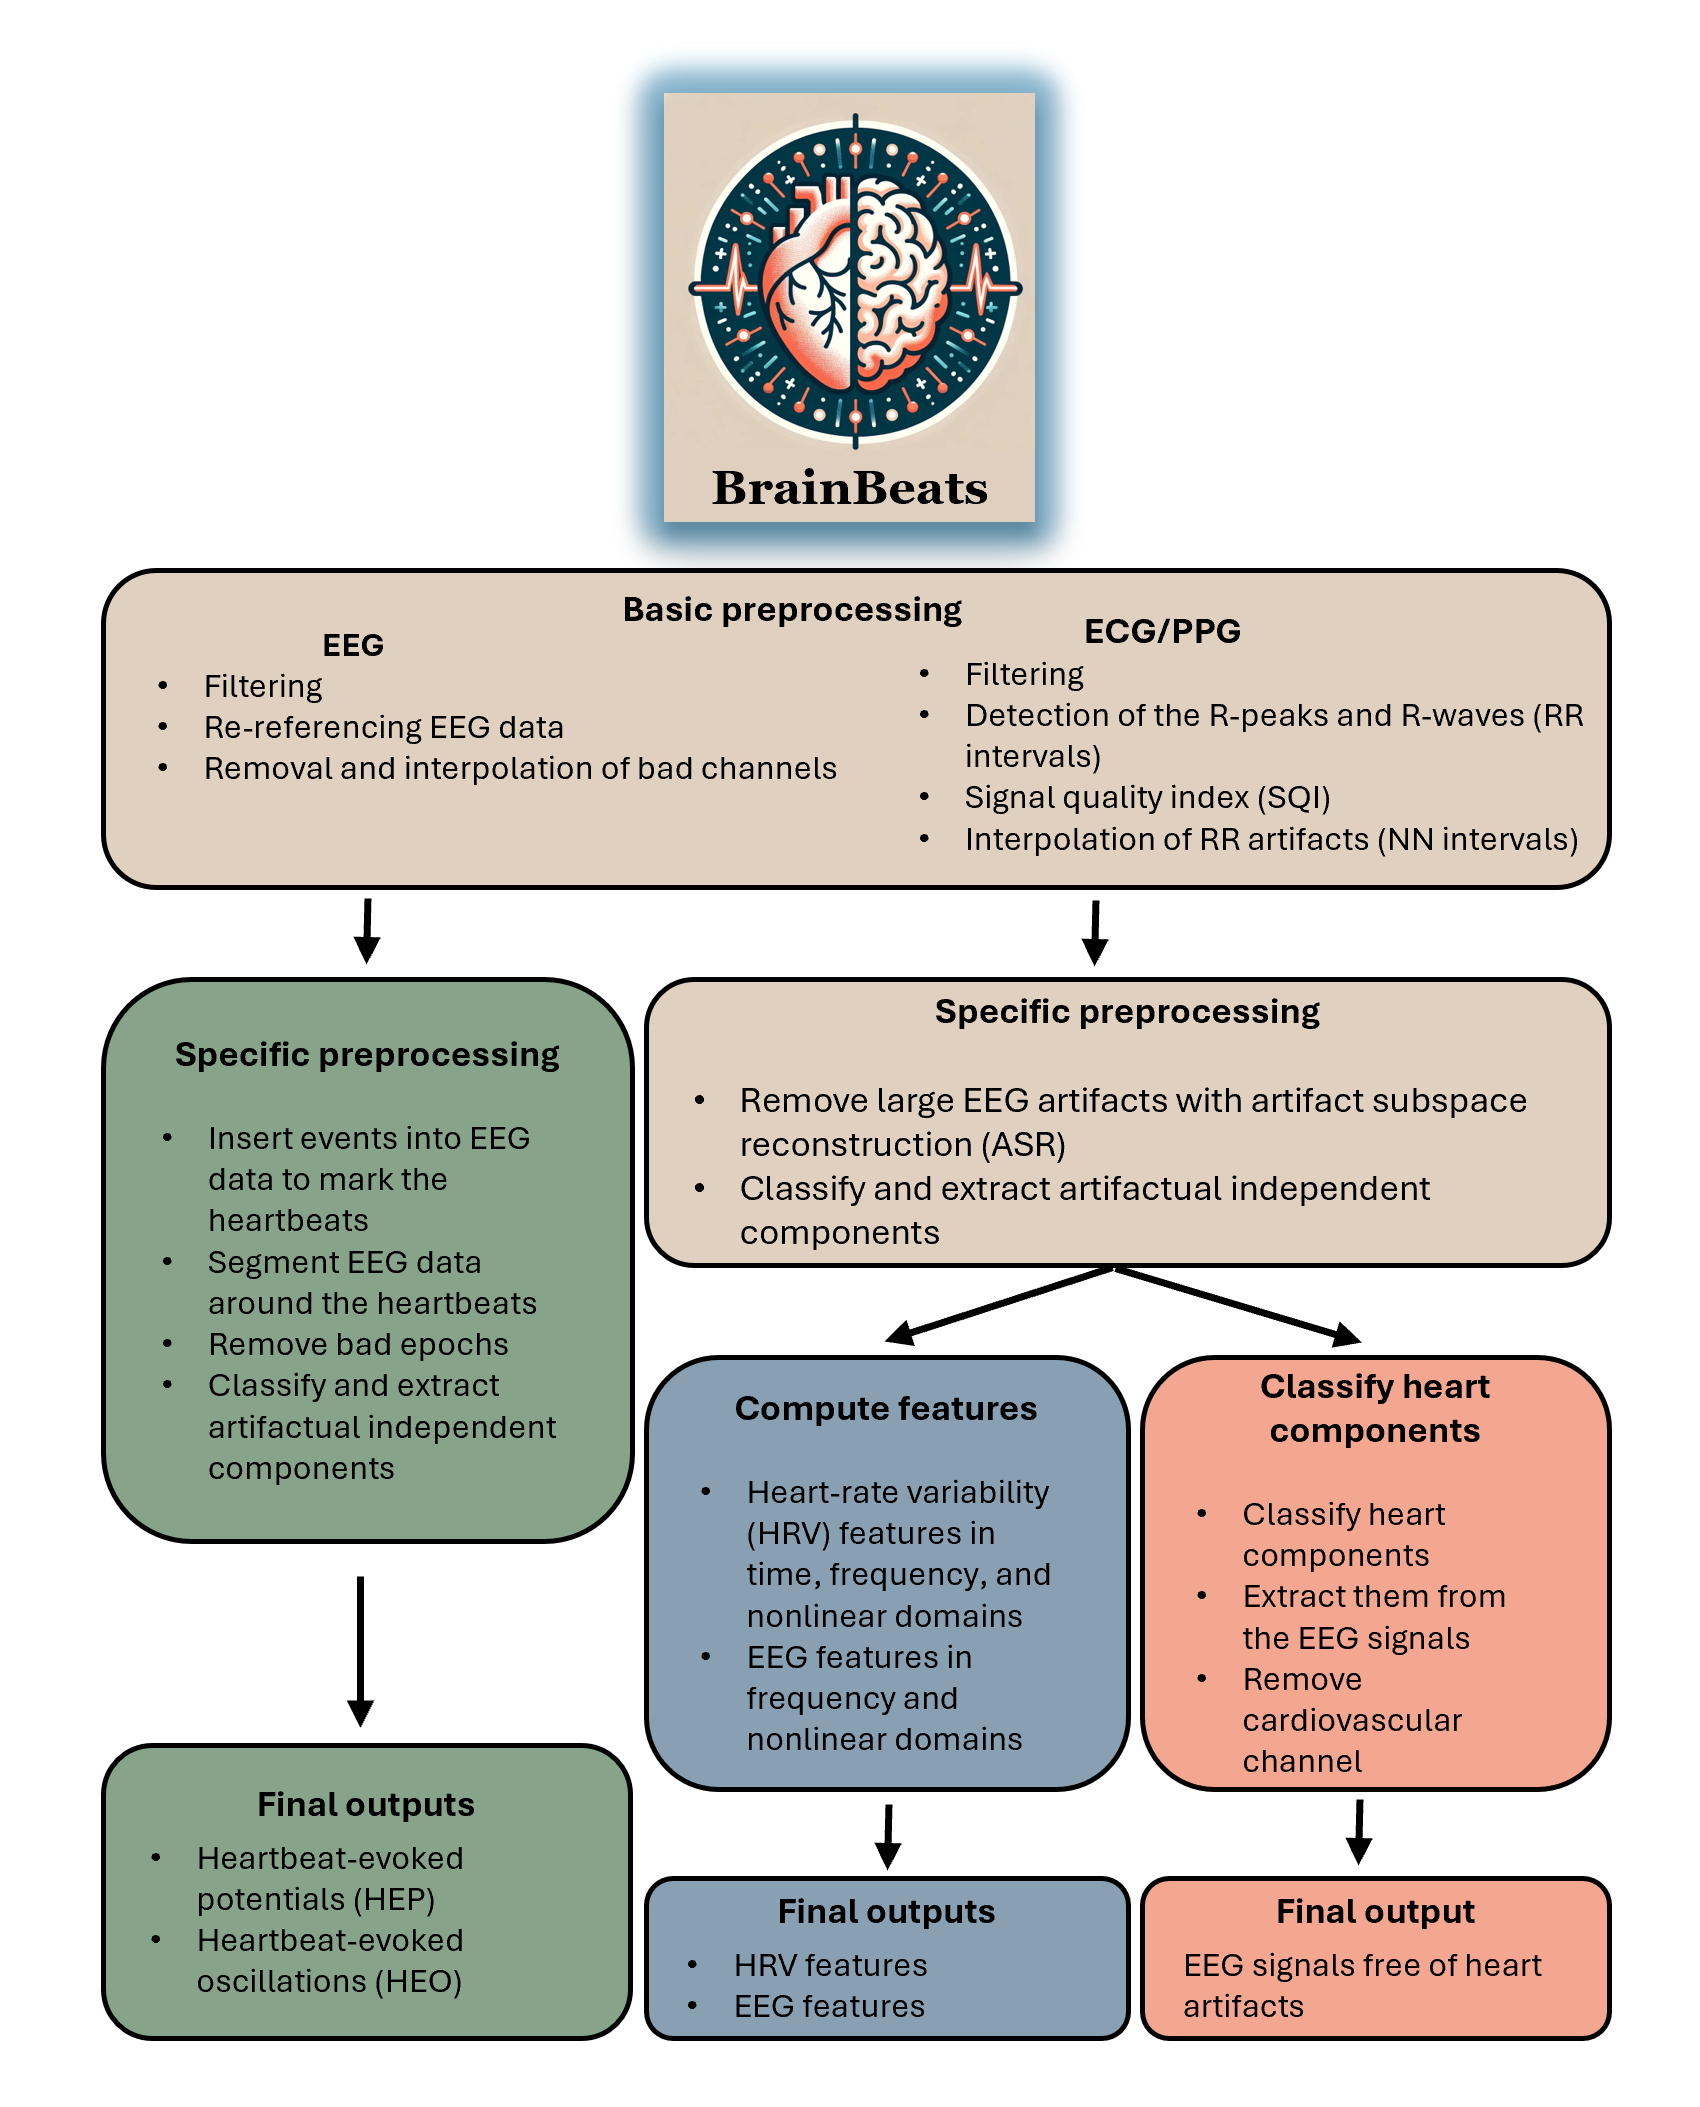 BrainBeats
Basic preprocessing
EEG
• Filtering
• Re-referencing EEG data
• Removal and interpolation of bad channels
ECG/PPG
• Filtering
• Detection of the R-peaks and R-waves (RR
intervals)
• Signal quality index (SQI)
• Interpolation of RR artifacts (NN intervals)
Specific preprocessing
• Insert events into EEG
data to mark the
heartbeats
• Segment EEG data
around the heartbeats
• Remove bad epochs
• Classify and extract
artifactual independent
components
Final outputs
• Heartbeat-evoked
potentials (HEP)
• Heartbeat-evoked
oscillations (HEO)
Specific preprocessing
• Remove large EEG artifacts with artifact subspace
reconstruction (ASR)
• Classify and extract artifactual independent
components
Compute features
• Heart-rate variability
(HRV) features in
time, frequency, and
nonlinear domains
• EEG features in
frequency and
nonlinear domains
Final outputs
• HRV features
• EEG features
Classify heart
components
• Classify heart
components
• Extract them from
the EEG signals
• Remove
cardiovascular
channel
Final output
EEG signals free of heart
artifacts